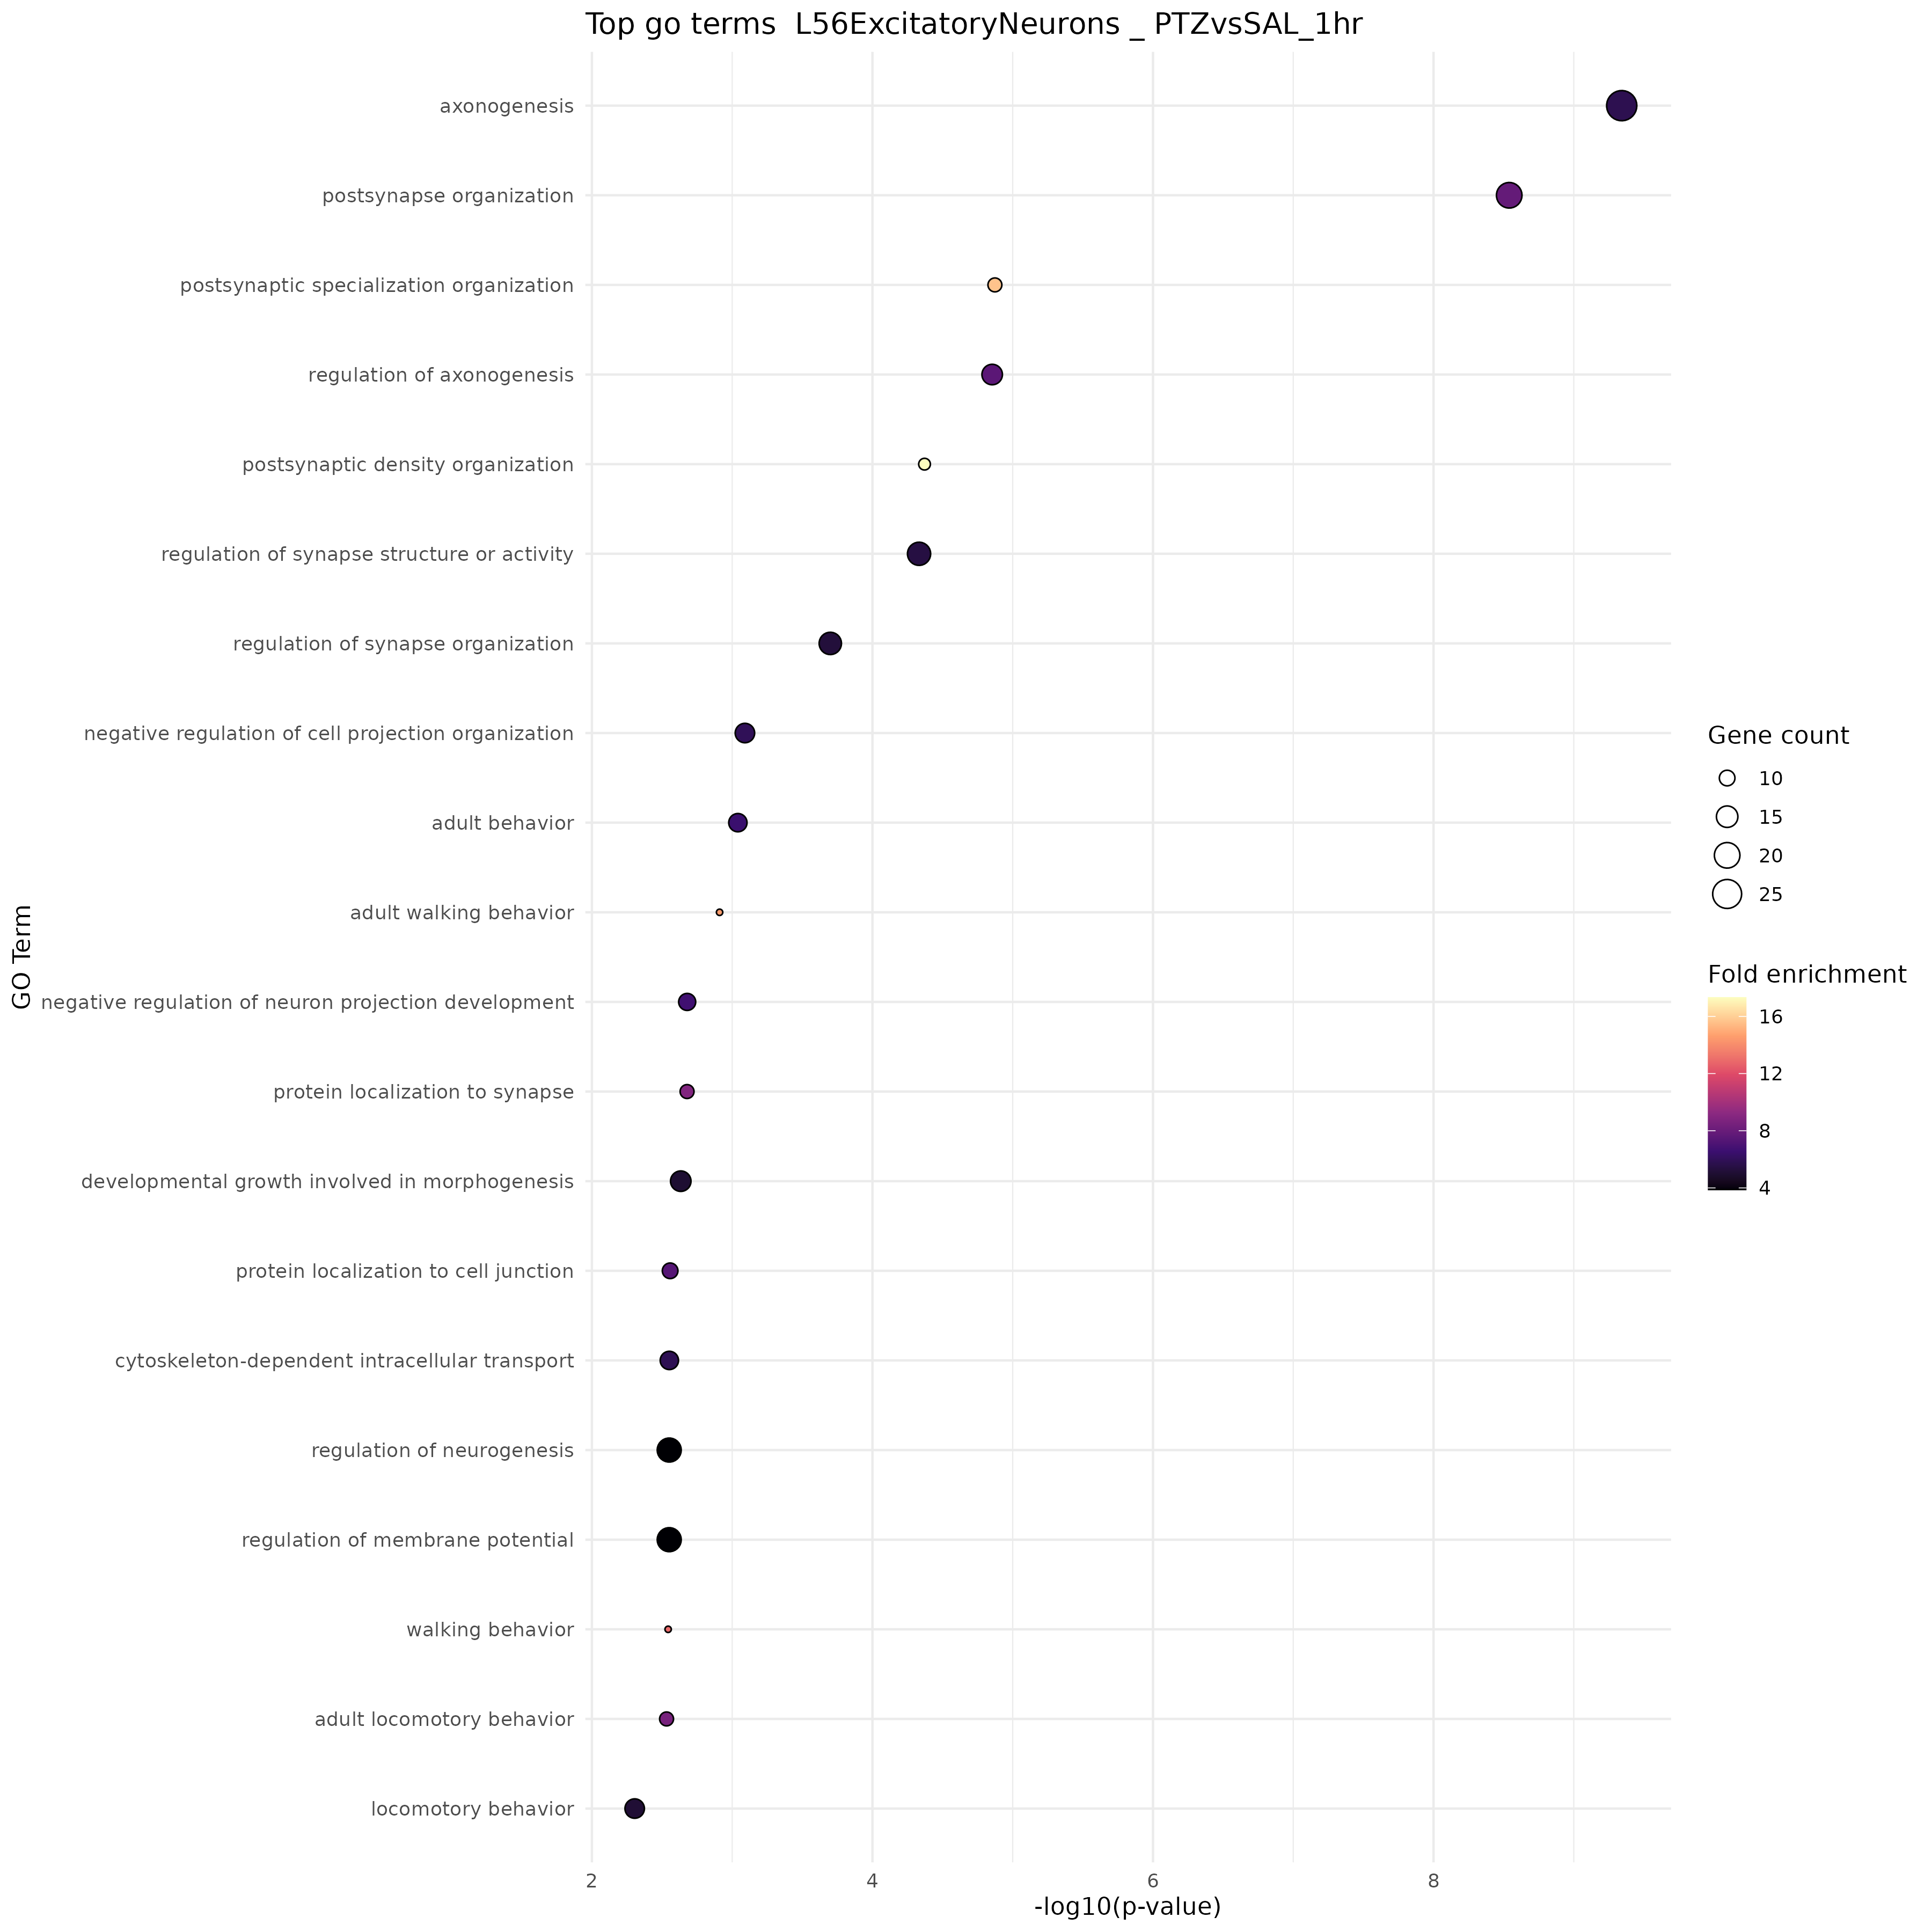 Top go terms  L56ExcitatoryNeurons _ PTZvsSAL_1hr
axonogenesis
postsynapse organization
postsynaptic specialization organization
regulation of axonogenesis
postsynaptic density organization
regulation of synapse structure or activity
regulation of synapse organization
negative regulation of cell projection organization
adult behavior
adult walking behavior
negative regulation of neuron projection development
protein localization to synapse
developmental growth involved in morphogenesis
protein localization to cell junction
cytoskeleton-dependent intracellular transport
regulation of neurogenesis
regulation of membrane potential
walking behavior
adult locomotory behavior
locomotory behavior
GO Term
2 4 6 8
-log10(p-value)
Gene count
10
15
20
25
Fold enrichment
16
12
8
4